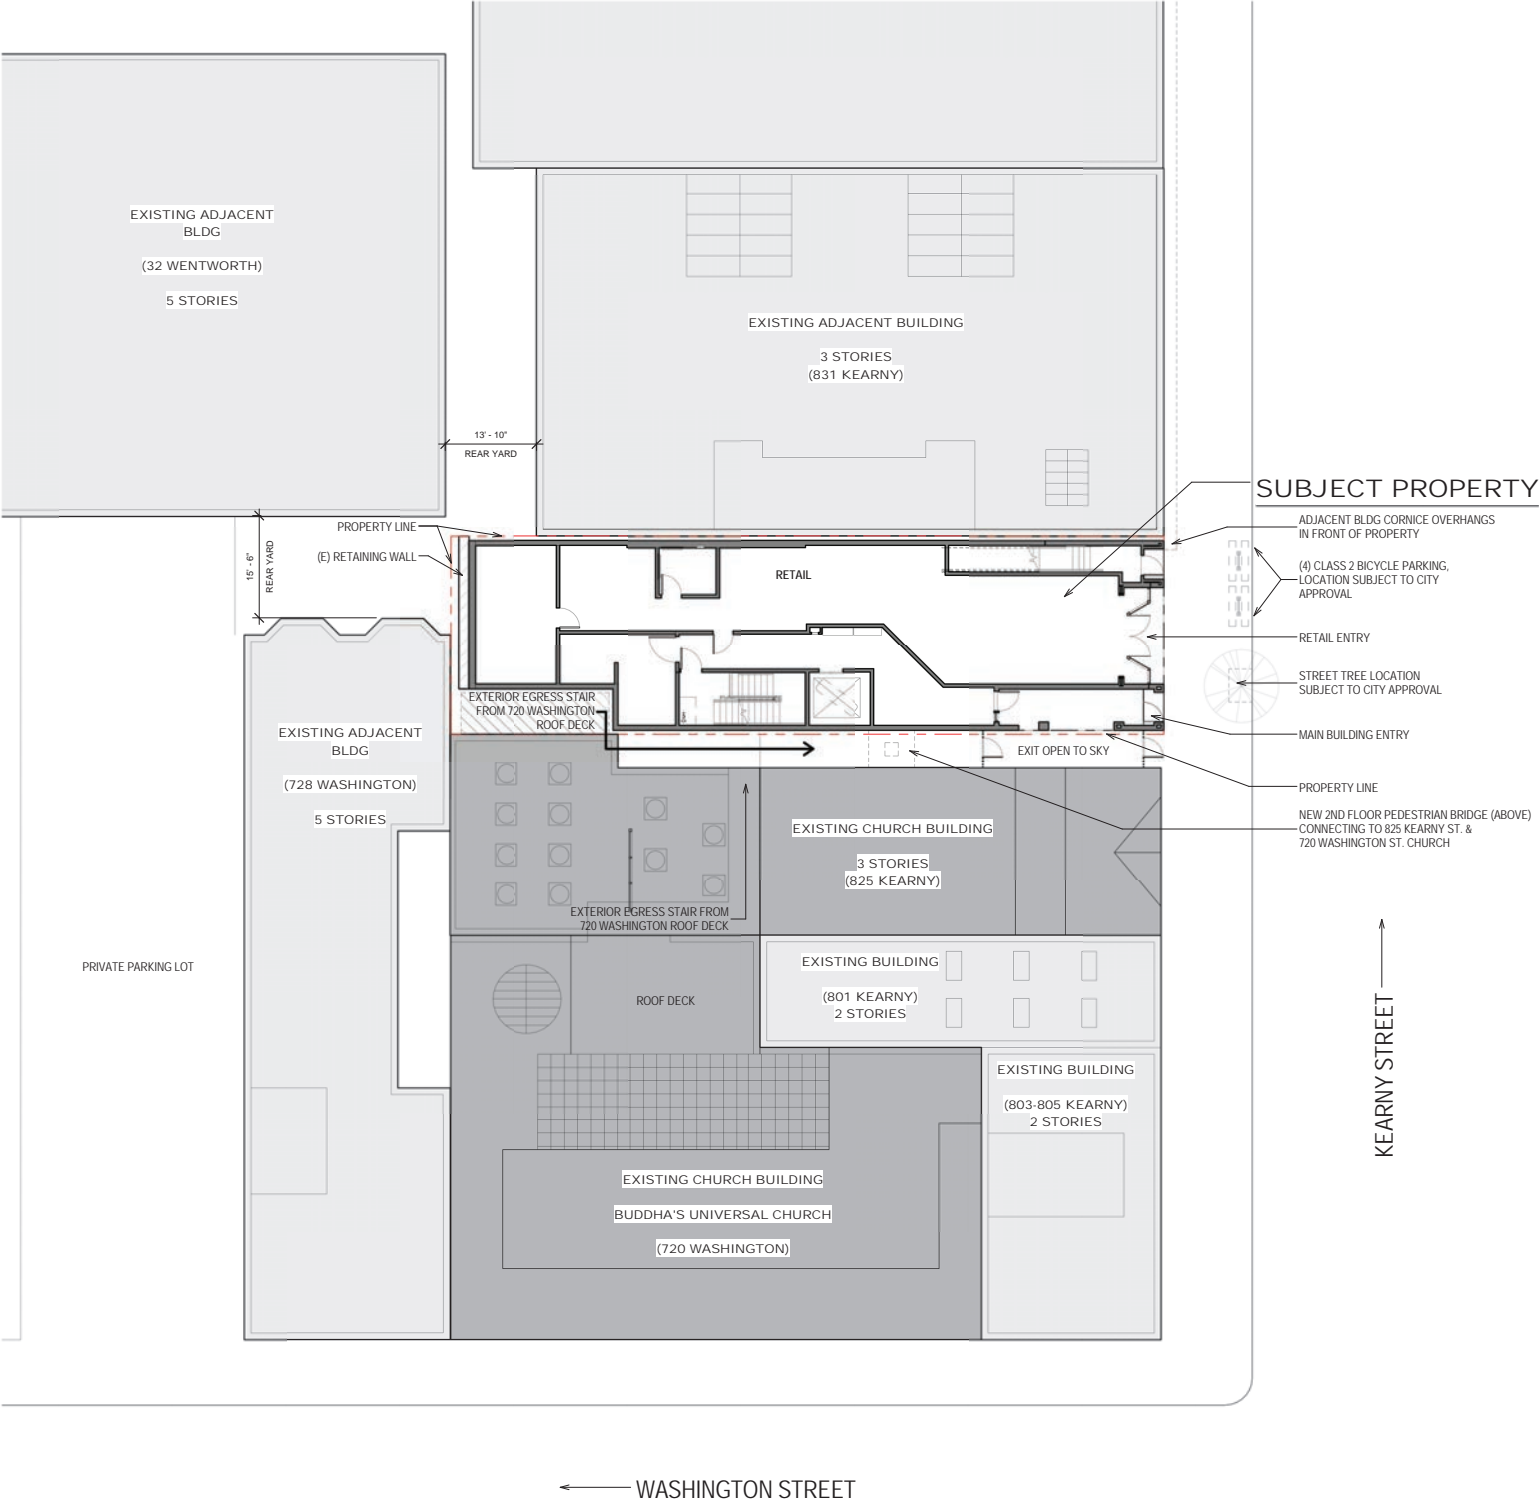 EXISTING ADJACENT
BLDG
(32 WENTWORTH)
5 STORIES
EXISTING ADJACENT BUILDING
3 STORIES
(831 KEARNY)
13' - 10"
REAR YARD
15' - 6"
REAR YARD
PROPERTY LINE
(E) RETAINING WALL
RETAIL
SUBJECT PROPERTY
ADJACENT BLDG CORNICE OVERHANGS
IN FRONT OF PROPERTY
(4) CLASS 2 BICYCLE PARKING,
LOCATION SUBJECT TO CITY
APPROVAL
RETAIL ENTRY
STREET TREE LOCATION
SUBJECT TO CITY APPROVAL
MAIN BUILDING ENTRY
PROPERTY LINE
NEW 2ND FLOOR PEDESTRIAN BRIDGE (ABOVE)
CONNECTING TO 825 KEARNY ST. &
720 WASHINGTON ST. CHURCH
EXTERIOR EGRESS STAIR
FROM 720 WASHINGTON
ROOF DECK
EXIT OPEN TO SKY
EXISTING ADJACENT
BLDG
(728 WASHINGTON)
5 STORIES
EXISTING CHURCH BUILDING
3 STORIES
(825 KEARNY)
EXTERIOR EGRESS STAIR FROM
720 WASHINGTON ROOF DECK
PRIVATE PARKING LOT
ROOF DECK
EXISTING BUILDING
(801 KEARNY)
2 STORIES
EXISTING BUILDING
(803-805 KEARNY)
2 STORIES
EXISTING CHURCH BUILDING
BUDDHA'S UNIVERSAL CHURCH
(720 WASHINGTON)
KEARNY STREET
WASHINGTON STREET